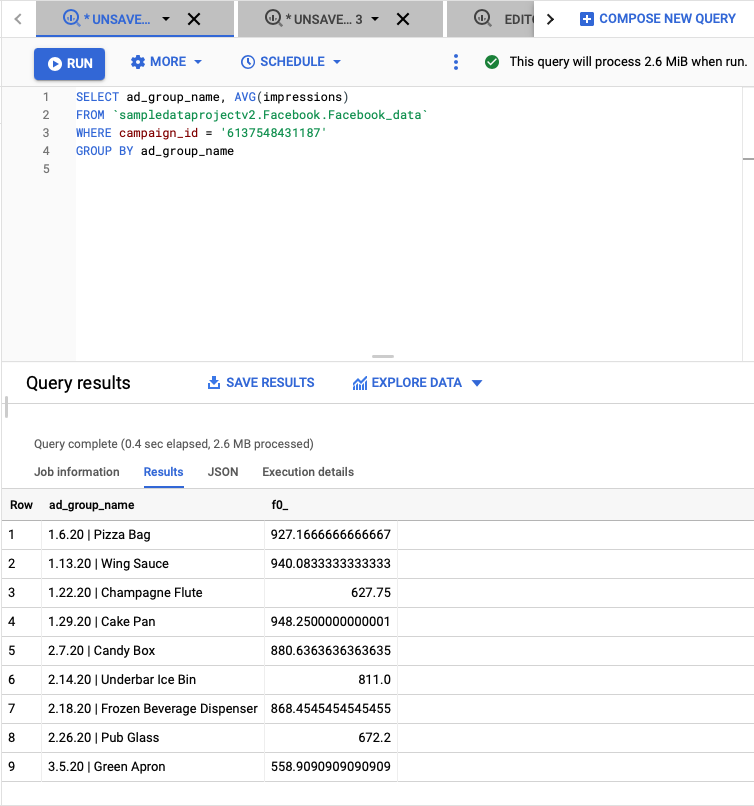 * UNSAVE... * UNSAVE... 3 EDIT COMPOSE NEW QUERY
RUN MORE SCHEDULE This query will process 2.6 MiB when run.
1 SELECT ad_group_name, AVG(impressions)
2 FROM `sampledataprojectv2.Facebook.Facebook_data`
3 WHERE campaign_id = '6137548431187'
4 GROUP BY ad_group_name
5
Query results SAVE RESULTS EXPLORE DATA
Query complete (0.4 sec elapsed, 2.6 MB processed)
Job information Results JSON Execution details
Row ad_group_name f0_
1 1.6.20 | Pizza Bag 927.1666666666667
2 1.13.20 | Wing Sauce 940.0833333333333
3 1.22.20 | Champagne Flute 627.75
4 1.29.20 | Cake Pan 948.2500000000001
5 2.7.20 | Candy Box 880.6363636363635
6 2.14.20 | Underbar Ice Bin 811.0
7 2.18.20 | Frozen Beverage Dispenser 868.4545454545455
8 2.26.20 | Pub Glass 672.2
9 3.5.20 | Green Apron 558.9090909090909